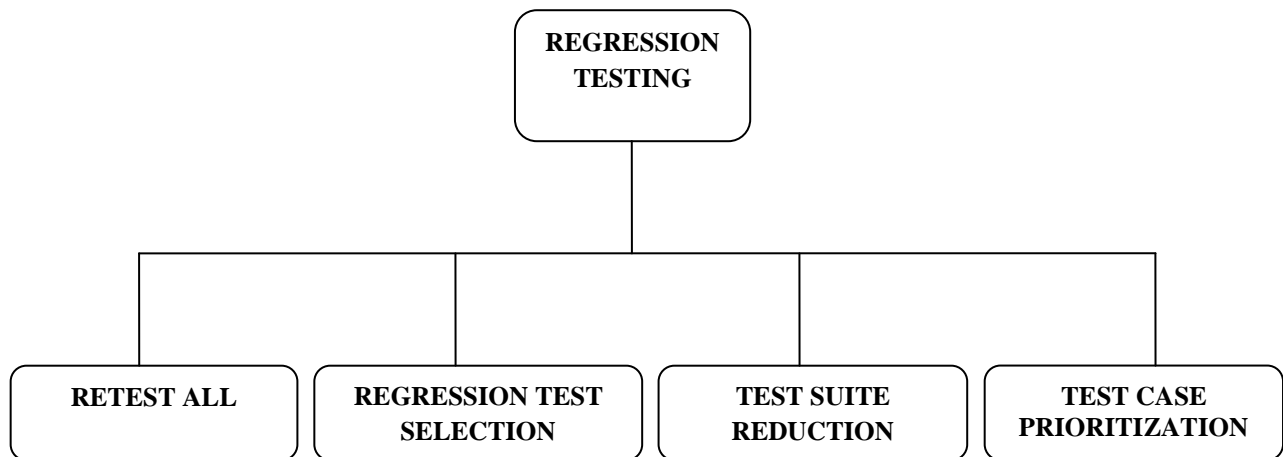 REGRESSION
TESTING
RETEST ALL
REGRESSION TEST
SELECTION
TEST SUITE
REDUCTION
TEST CASE
PRIORITIZATION